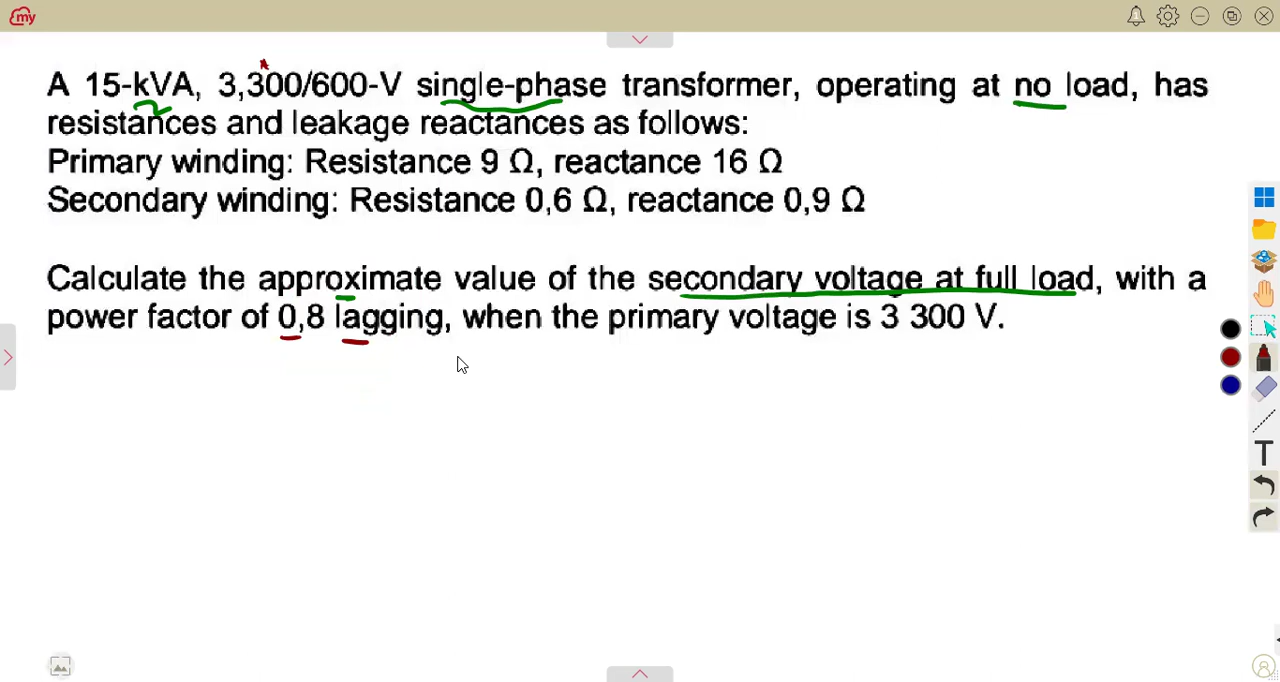 my
A 15-kVA, 3,300/600-V single-phase transformer, operating at no load, has
resistances and leakage reactances as follows:
Primary winding: Resistance 9 Ω, reactance 16 Ω
Secondary winding: Resistance 0,6 Ω, reactance 0,9 Ω
Calculate the approximate value of the secondary voltage at full load, with a
power factor of 0,8 lagging, when the primary voltage is 3 300 V.
T